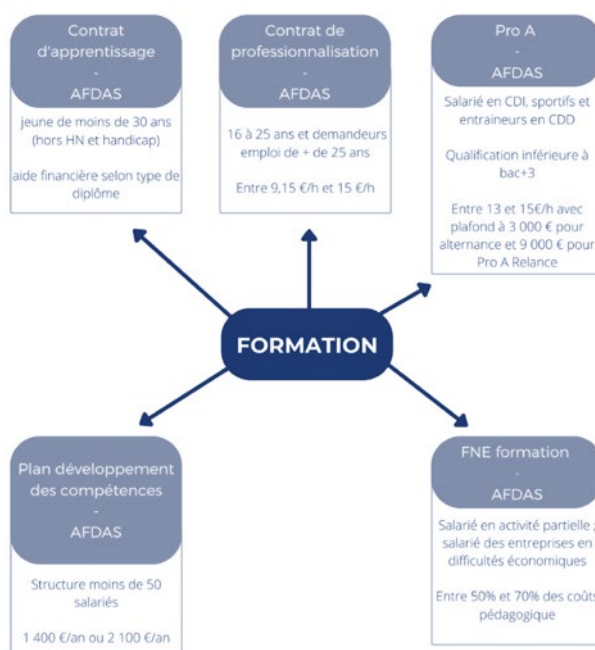 Contrat
d'apprentissage
-
AFDAS
jeune de moins de 30 ans
(hors HN et handicap)
aide financière selon type de
diplôme
Contrat de
professionnalisation
-
AFDAS
16 à 25 ans et demandeurs
emploi de + de 25 ans
Entre 9,15 €/h et 15 €/h
Pro A
-
AFDAS
Salarié en CDI, sportifs et
entraineurs en CDD
Qualification inférieure à
bac+3
Entre 13 et 15€/h avec
plafond à 3 000 € pour
alternance et 9 000 € pour
Pro A Relance
FORMATION
Plan développement
des compétences
-
AFDAS
Structure moins de 50
salariés
1 400 €/an ou 2 100 €/an
FNE formation
-
AFDAS
Salarié en activité partielle ;
salarié des entreprises en
difficultés économiques
Entre 50% et 70% des coûts
pédagogique